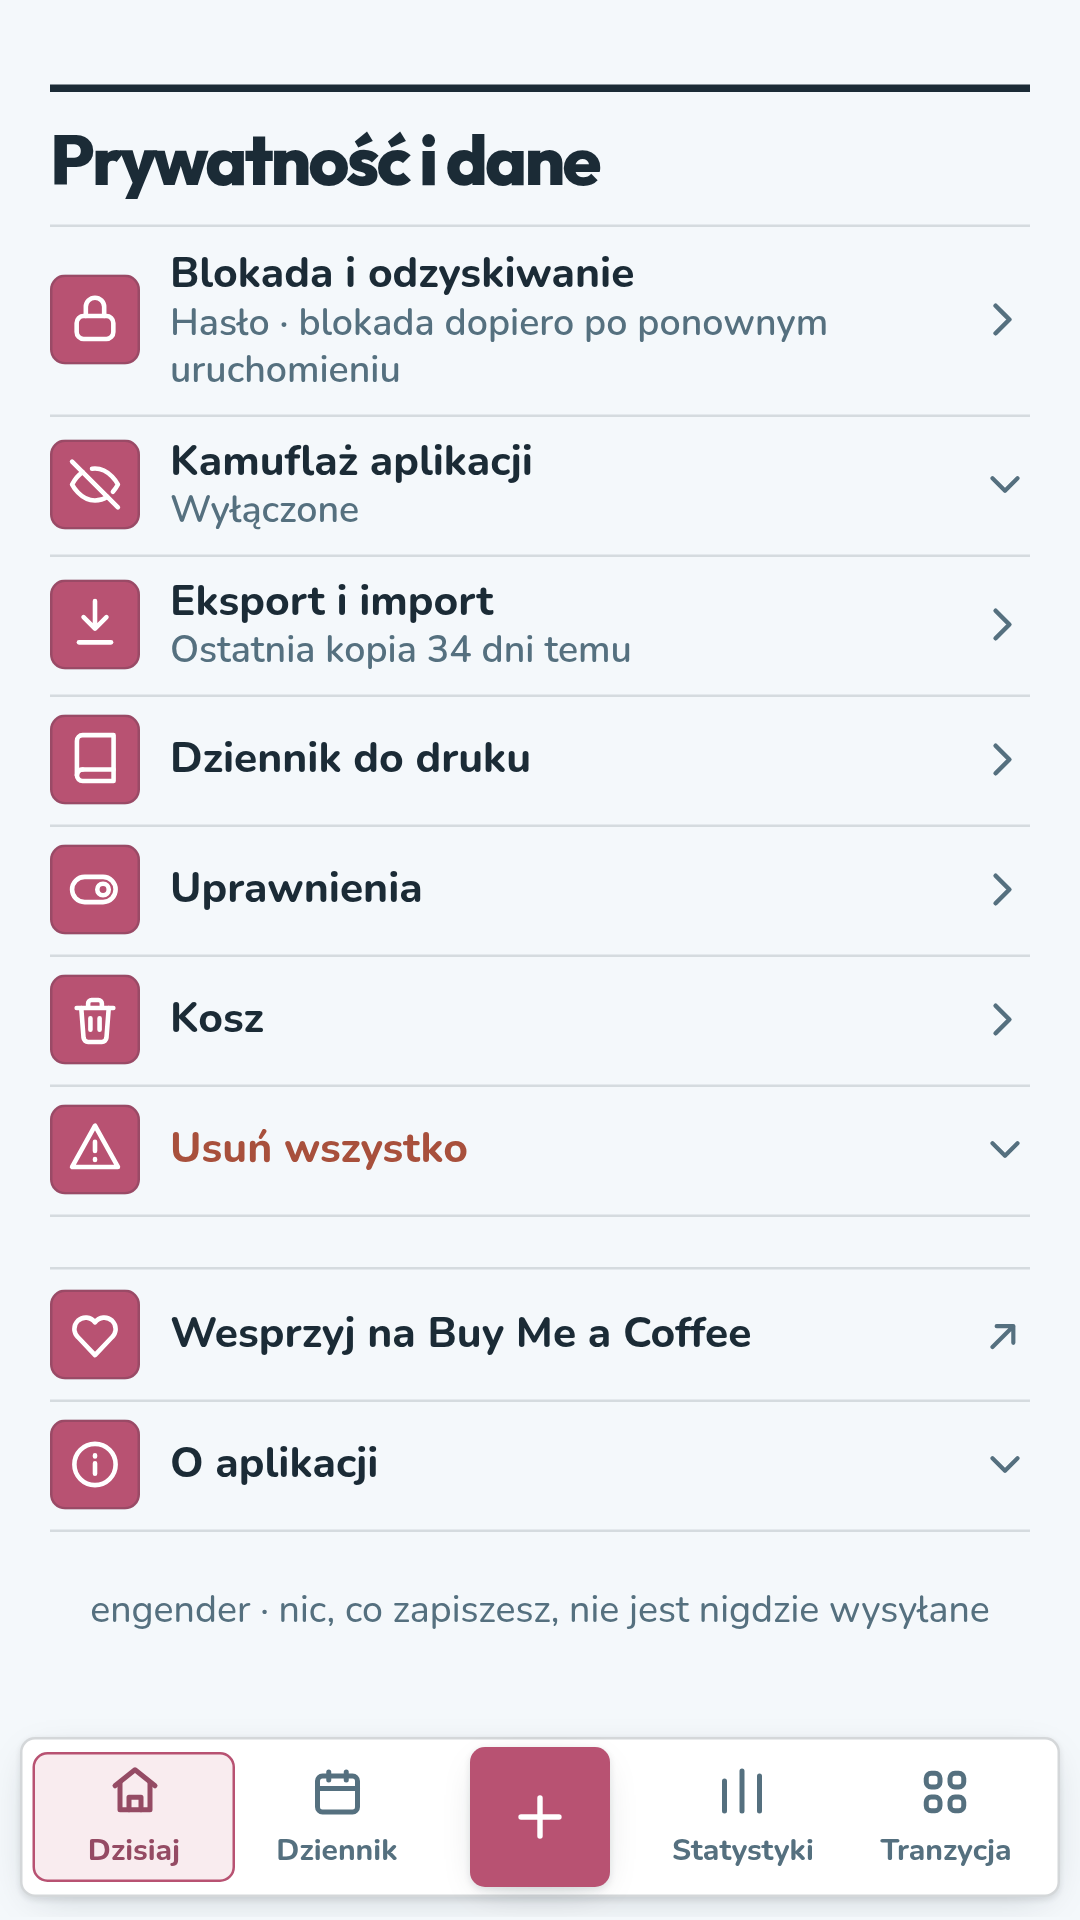 Prywatność i dane
Blokada i odzyskiwanie
Hasło · blokada dopiero po ponownym
uruchomieniu
Kamuflaż aplikacji
Wyłączone
Eksport i import
Ostatnia kopia 34 dni temu
Dziennik do druku
Uprawnienia
Kosz
Usuń wszystko
Wesprzyj na Buy Me a Coffee
O aplikacji
engender · nic, co zapiszesz, nie jest nigdzie wysyłane
Dzisiaj
Dziennik
Statystyki
Tranzycja